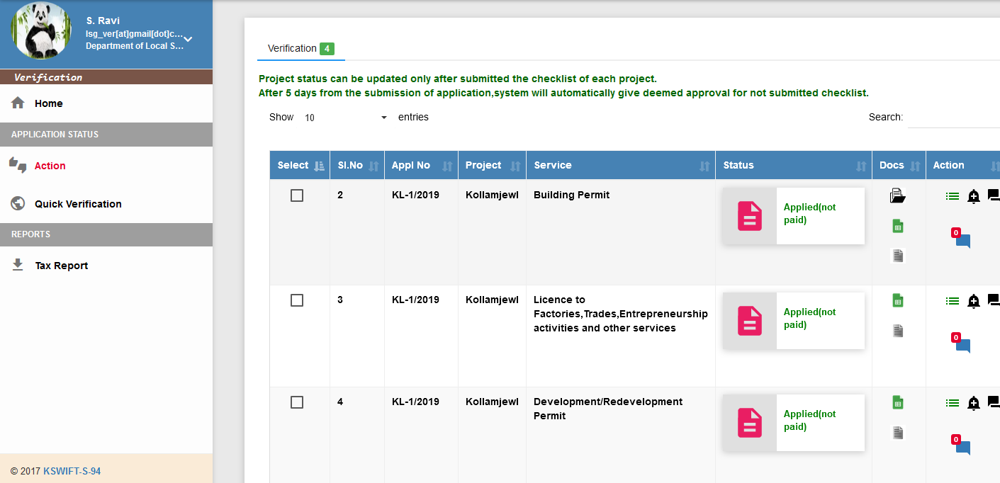 S. Ravi
lsg_ver[at]gmail[dot]c...
Department of Local S...
Verification
Home
APPLICATION STATUS
Action
Quick Verification
REPORTS
Tax Report
© 2017 KSWIFT-S-94
Verification 4
Project status can be updated only after submitted the checklist of each project.
After 5 days from the submission of application,system will automatically give deemed approval for not submitted checklist.
Show 10 entries Search:
Select Sl.No Appl No Project Service Status Docs Action
2 KL-1/2019 Kollamjewl Building Permit
Applied(not
paid)
0
3 KL-1/2019 Kollamjewl Licence to
Factories,Trades,Entrepreneurship
activities and other services
Applied(not
paid)
0
4 KL-1/2019 Kollamjewl Development/Redevelopment
Permit
Applied(not
paid)
0